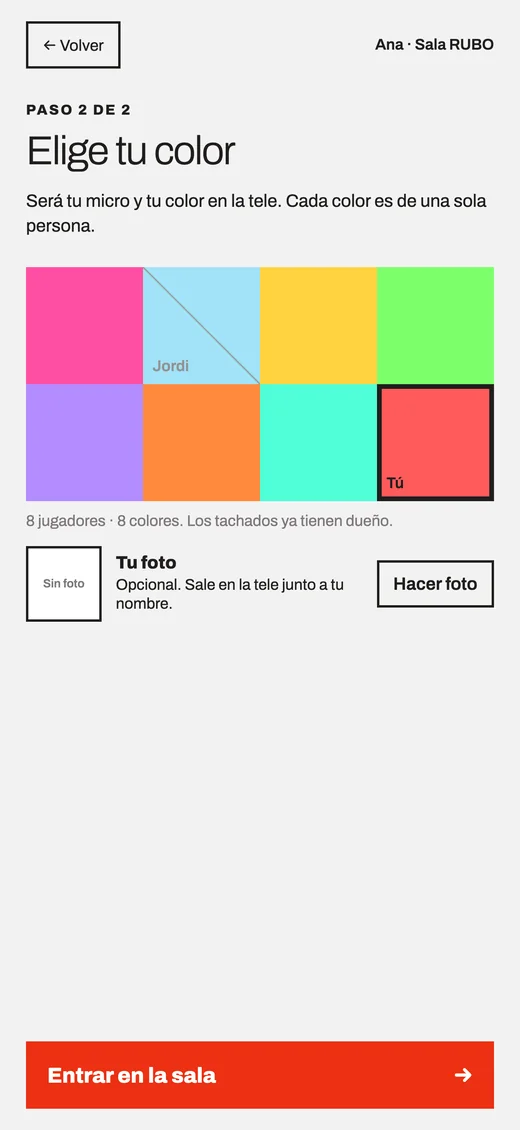 ← Volver
Ana · Sala RUBO
PASO 2 DE 2
Elige tu color
Será tu micro y tu color en la tele. Cada color es de una sola
persona.
Jordi
Tú
8 jugadores · 8 colores. Los tachados ya tienen dueño.
Sin foto
Tu foto
Opcional. Sale en la tele junto a tu
nombre.
Hacer foto
Entrar en la sala →